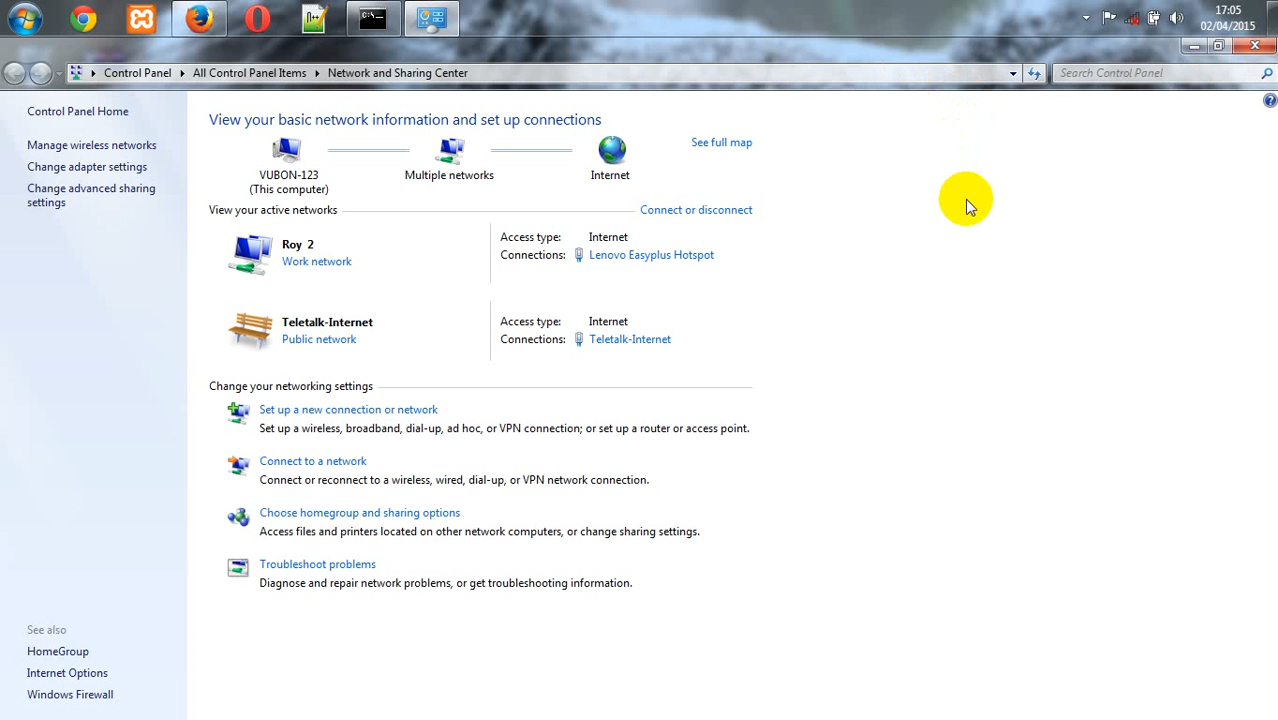 17:05
02/04/2015
Control Panel
All Control Panel Items
Network and Sharing Center
Search Control Panel
Control Panel Home
Manage wireless networks
Change adapter settings
Change advanced sharing
settings
See also
HomeGroup
Internet Options
Windows Firewall
View your basic network information and set up connections
See full map
VUBON-123
(This computer)
Multiple networks
Internet
View your active networks
Connect or disconnect
Roy 2
Work network
Access type: Internet
Connections: Lenovo Easyplus Hotspot
Teletalk-Internet
Public network
Access type: Internet
Connections: Teletalk-Internet
Change your networking settings
Set up a new connection or network
Set up a wireless, broadband, dial-up, ad hoc, or VPN connection; or set up a router or access point.
Connect to a network
Connect or reconnect to a wireless, wired, dial-up, or VPN network connection.
Choose homegroup and sharing options
Access files and printers located on other network computers, or change sharing settings.
Troubleshoot problems
Diagnose and repair network problems, or get troubleshooting information.